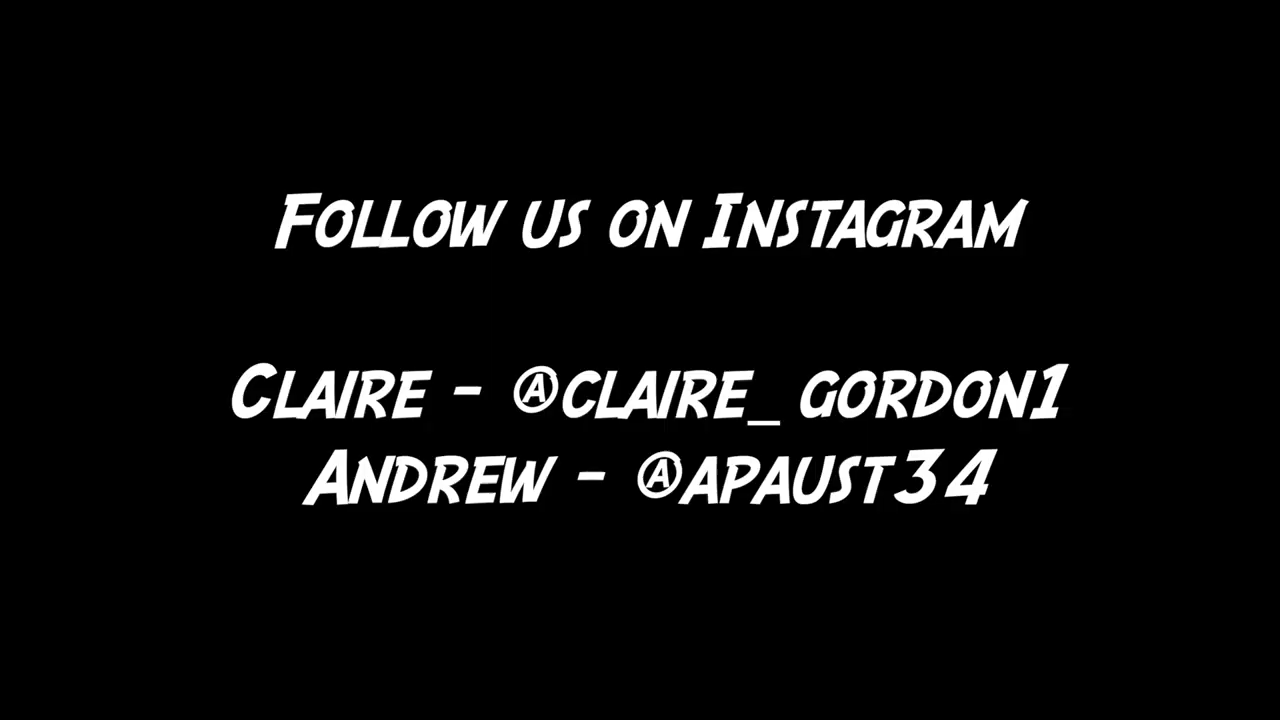 Follow us on Instagram
Claire - @claire_gordon1
Andrew - @apaust34